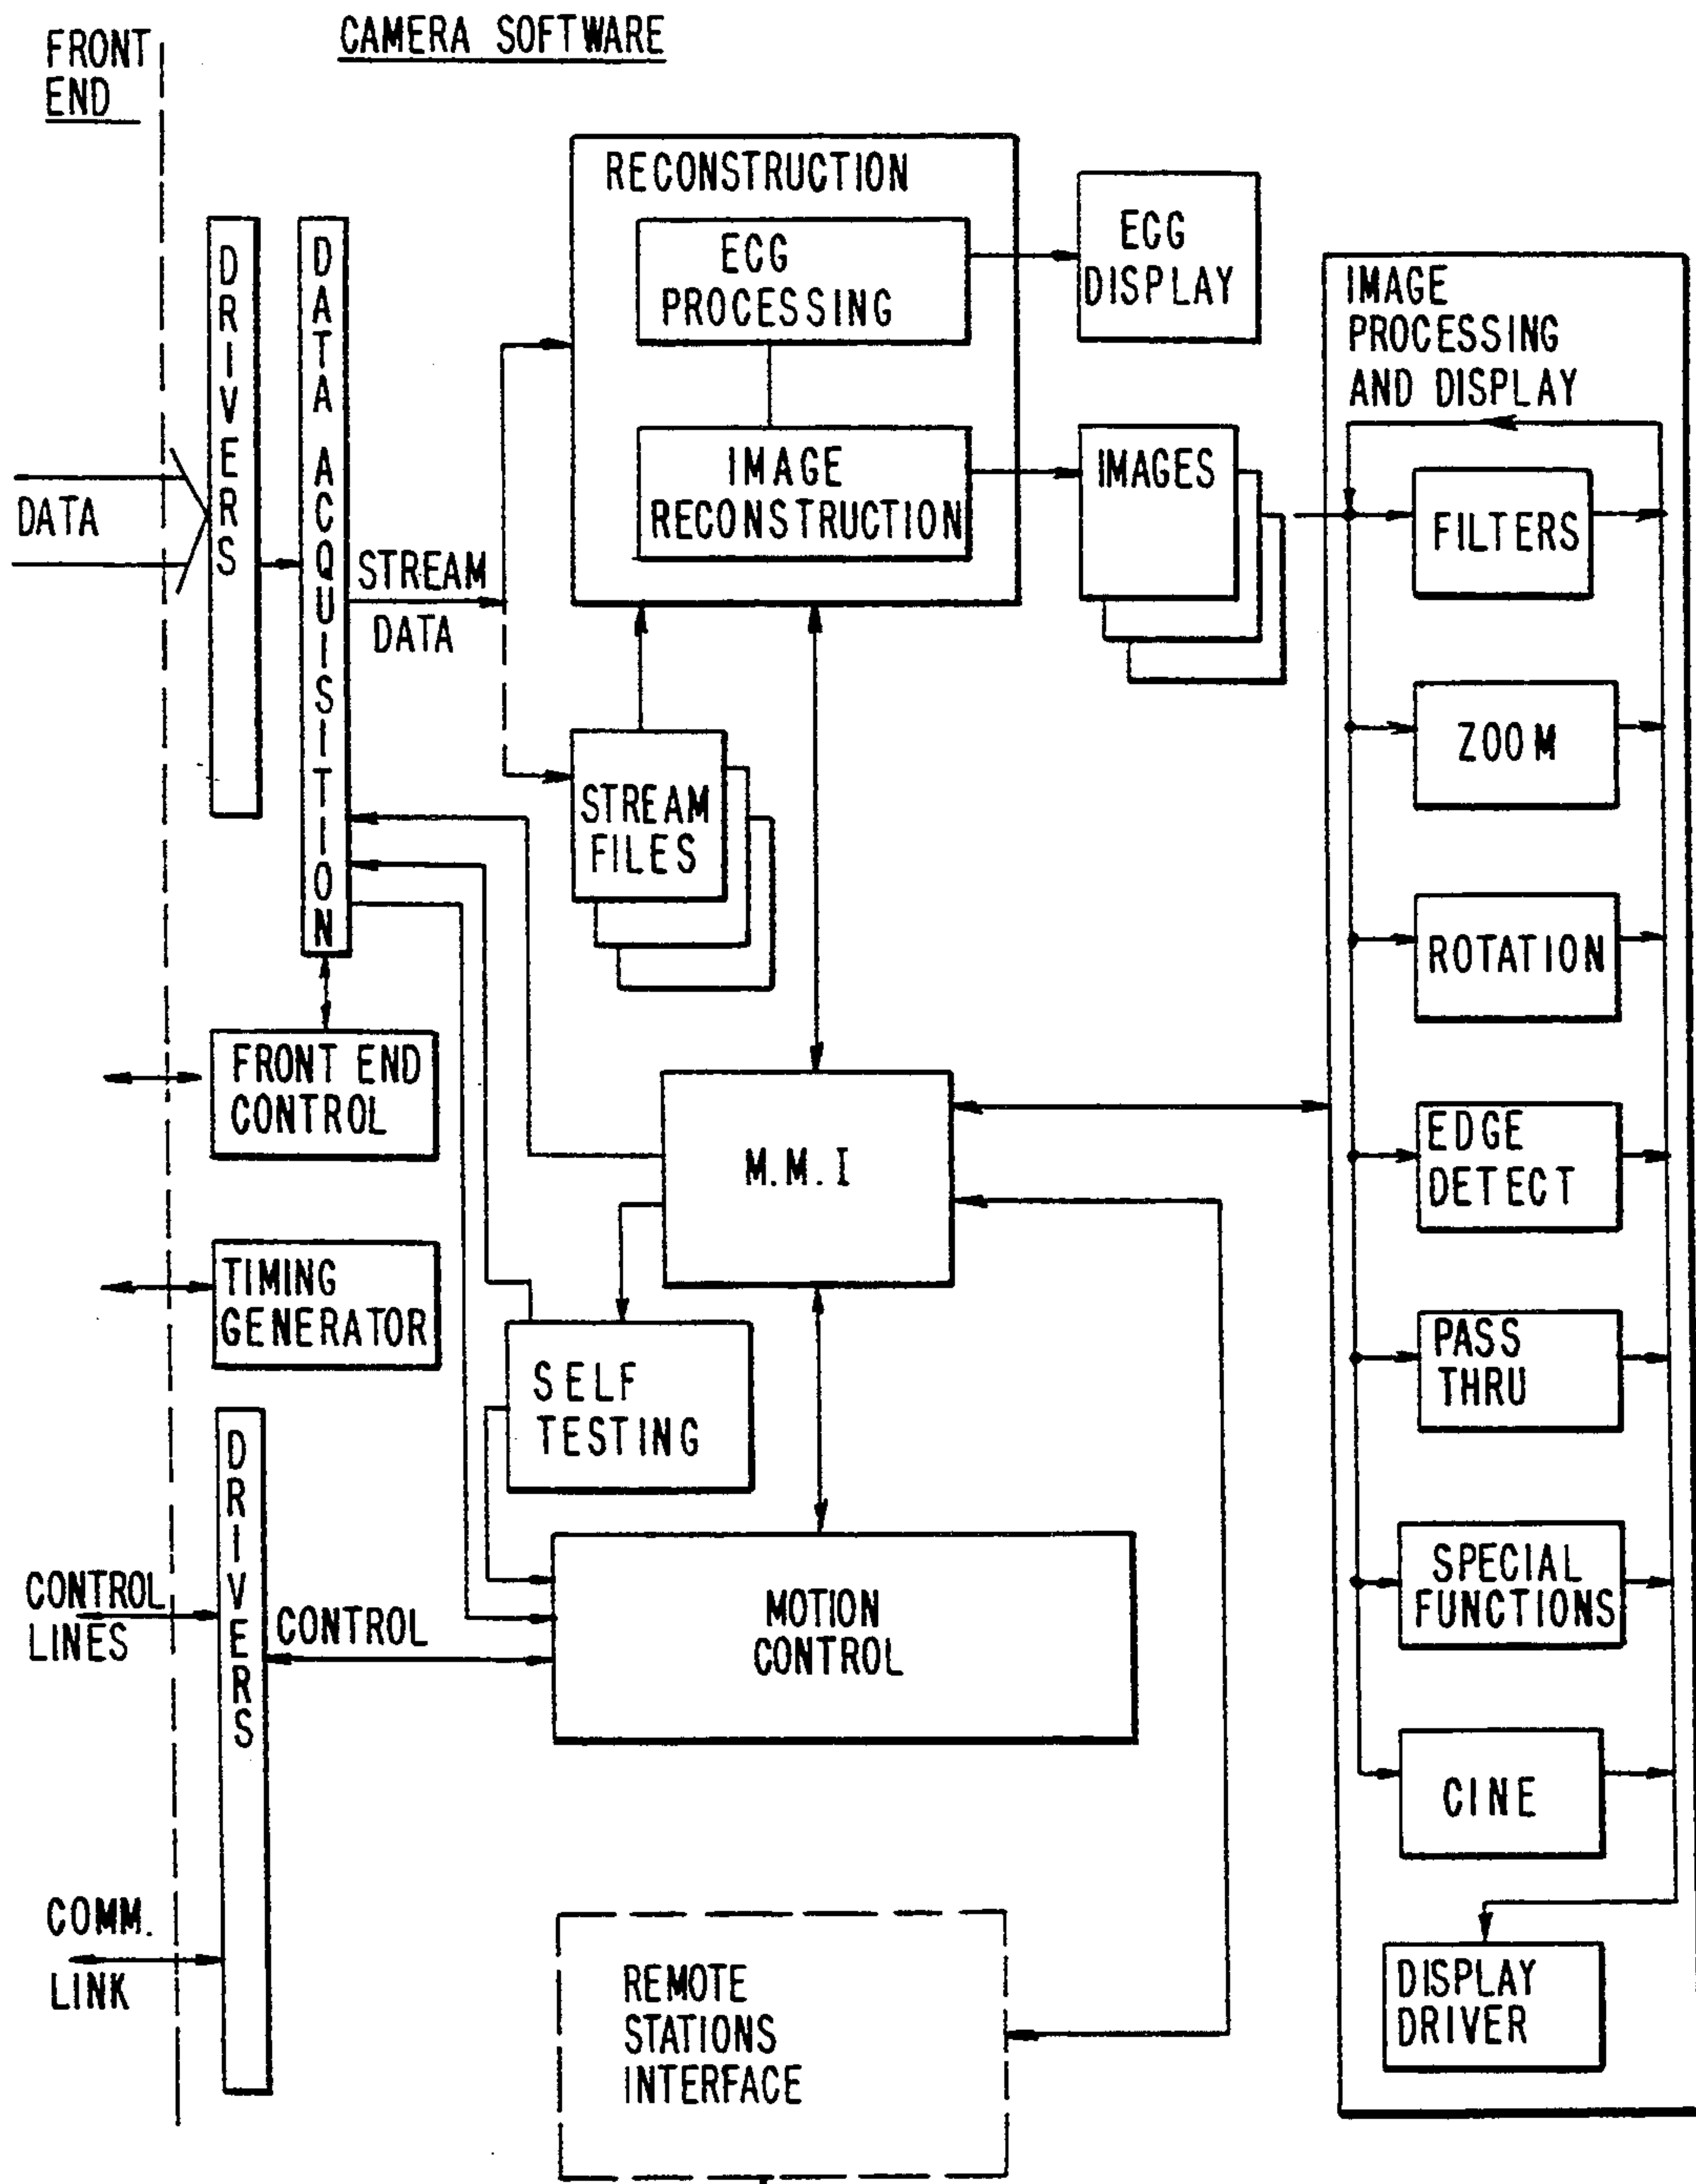 CAMERA SOFTWARE
FRONT
END
DRIVERS
DATA ACQUISITION
DATA
STREAM
DATA
RECONSTRUCTION
ECG
PROCESSING
IMAGE
RECONSTRUCTION
ECG
DISPLAY
IMAGES
STREAM
FILES
FRONT END
CONTROL
TIMING
GENERATOR
M.M.I
SELF
TESTING
DRIVERS
CONTROL
LINES
CONTROL
MOTION
CONTROL
COMM.
LINK
REMOTE
STATIONS
INTERFACE
IMAGE
PROCESSING
AND DISPLAY
FILTERS
ZOOM
ROTATION
EDGE
DETECT
PASS
THRU
SPECIAL
FUNCTIONS
CINE
DISPLAY
DRIVER